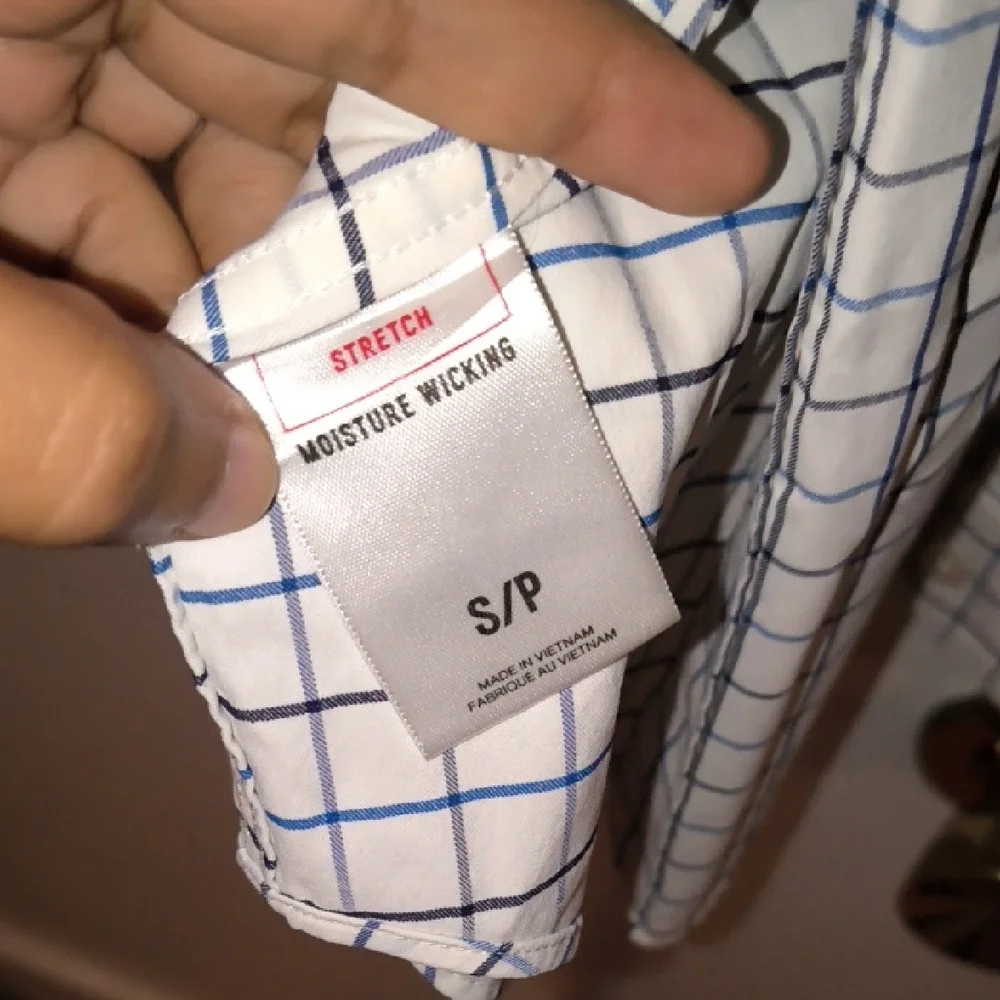 STRETCH
MOISTURE WICKING
S/P
MADE IN VIETNAM
FABRIQUÉ AU VIETNAM